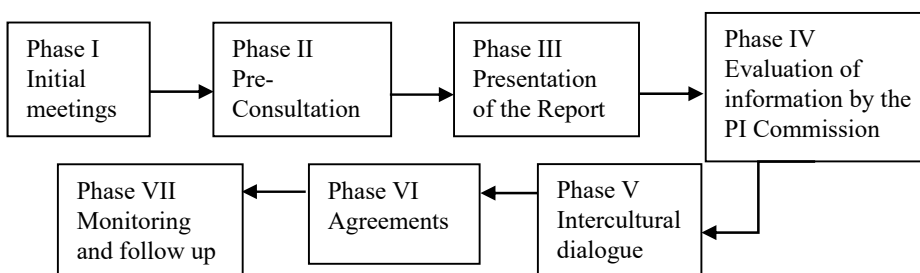 Phase I
Initial
meetings
Phase II
Pre-
Consultation
Phase III
Presentation
of the Report
Phase IV
Evaluation of
information by the
PI Commission
Phase V
Intercultural
dialogue
Phase VI
Agreements
Phase VII
Monitoring
and follow up